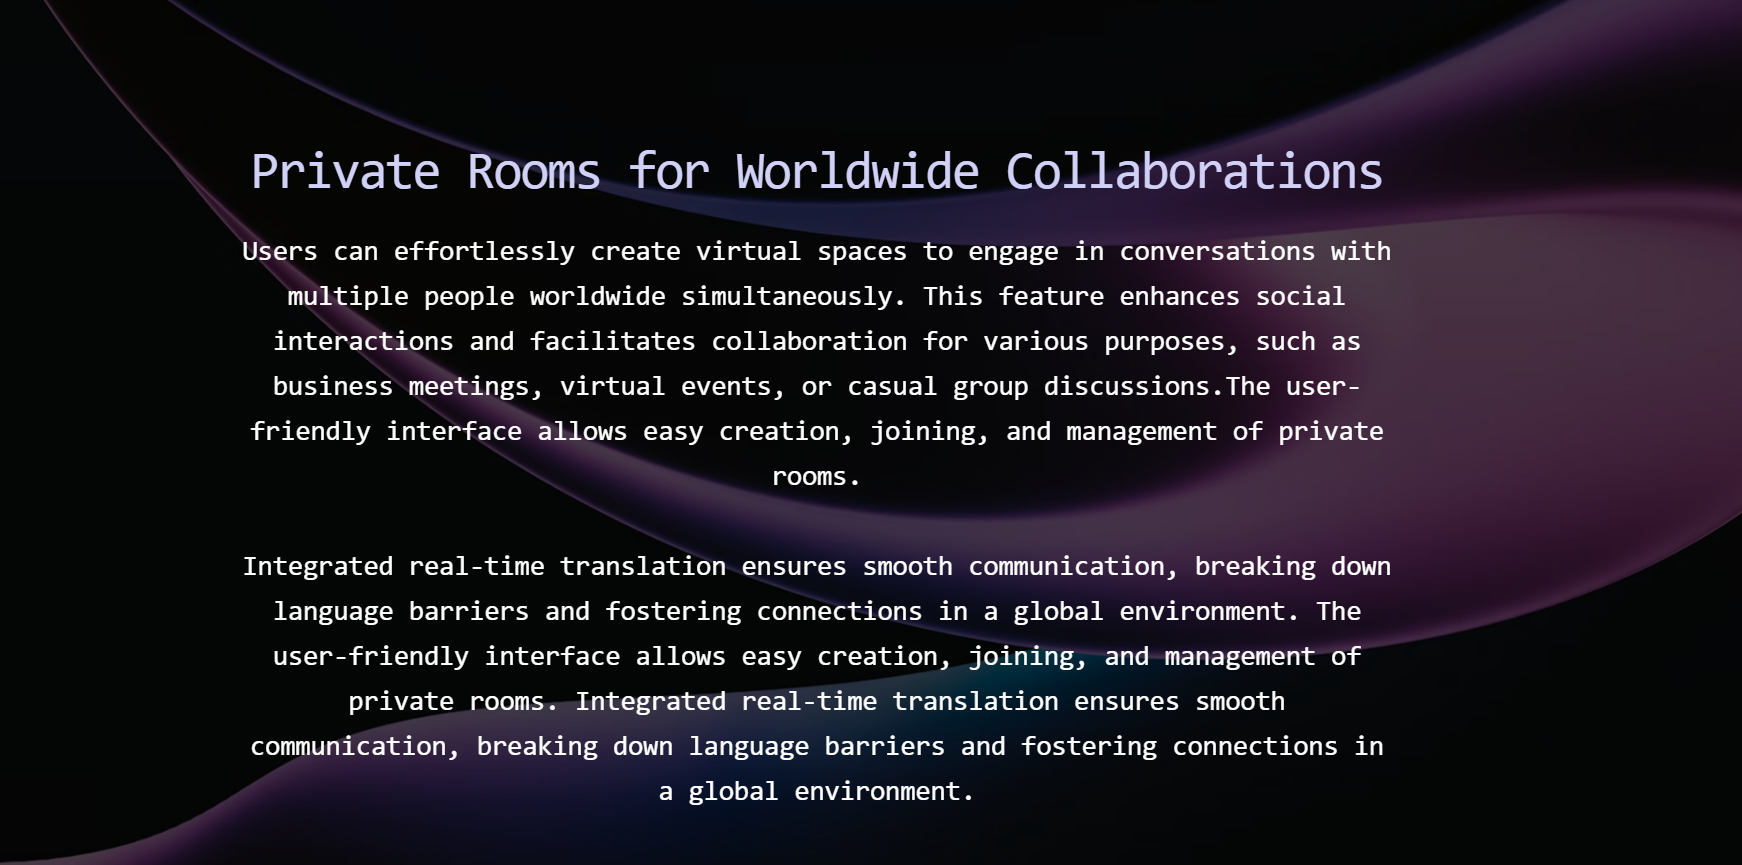 Private Rooms for Worldwide Collaborations
Users can effortlessly create virtual spaces to engage in conversations with
multiple people worldwide simultaneously. This feature enhances social
interactions and facilitates collaboration for various purposes, such as
business meetings, virtual events, or casual group discussions.The user-
friendly interface allows easy creation, joining, and management of private
rooms.
Integrated real-time translation ensures smooth communication, breaking down
language barriers and fostering connections in a global environment. The
user-friendly interface allows easy creation, joining, and management of
private rooms. Integrated real-time translation ensures smooth
communication, breaking down language barriers and fostering connections in
a global environment.